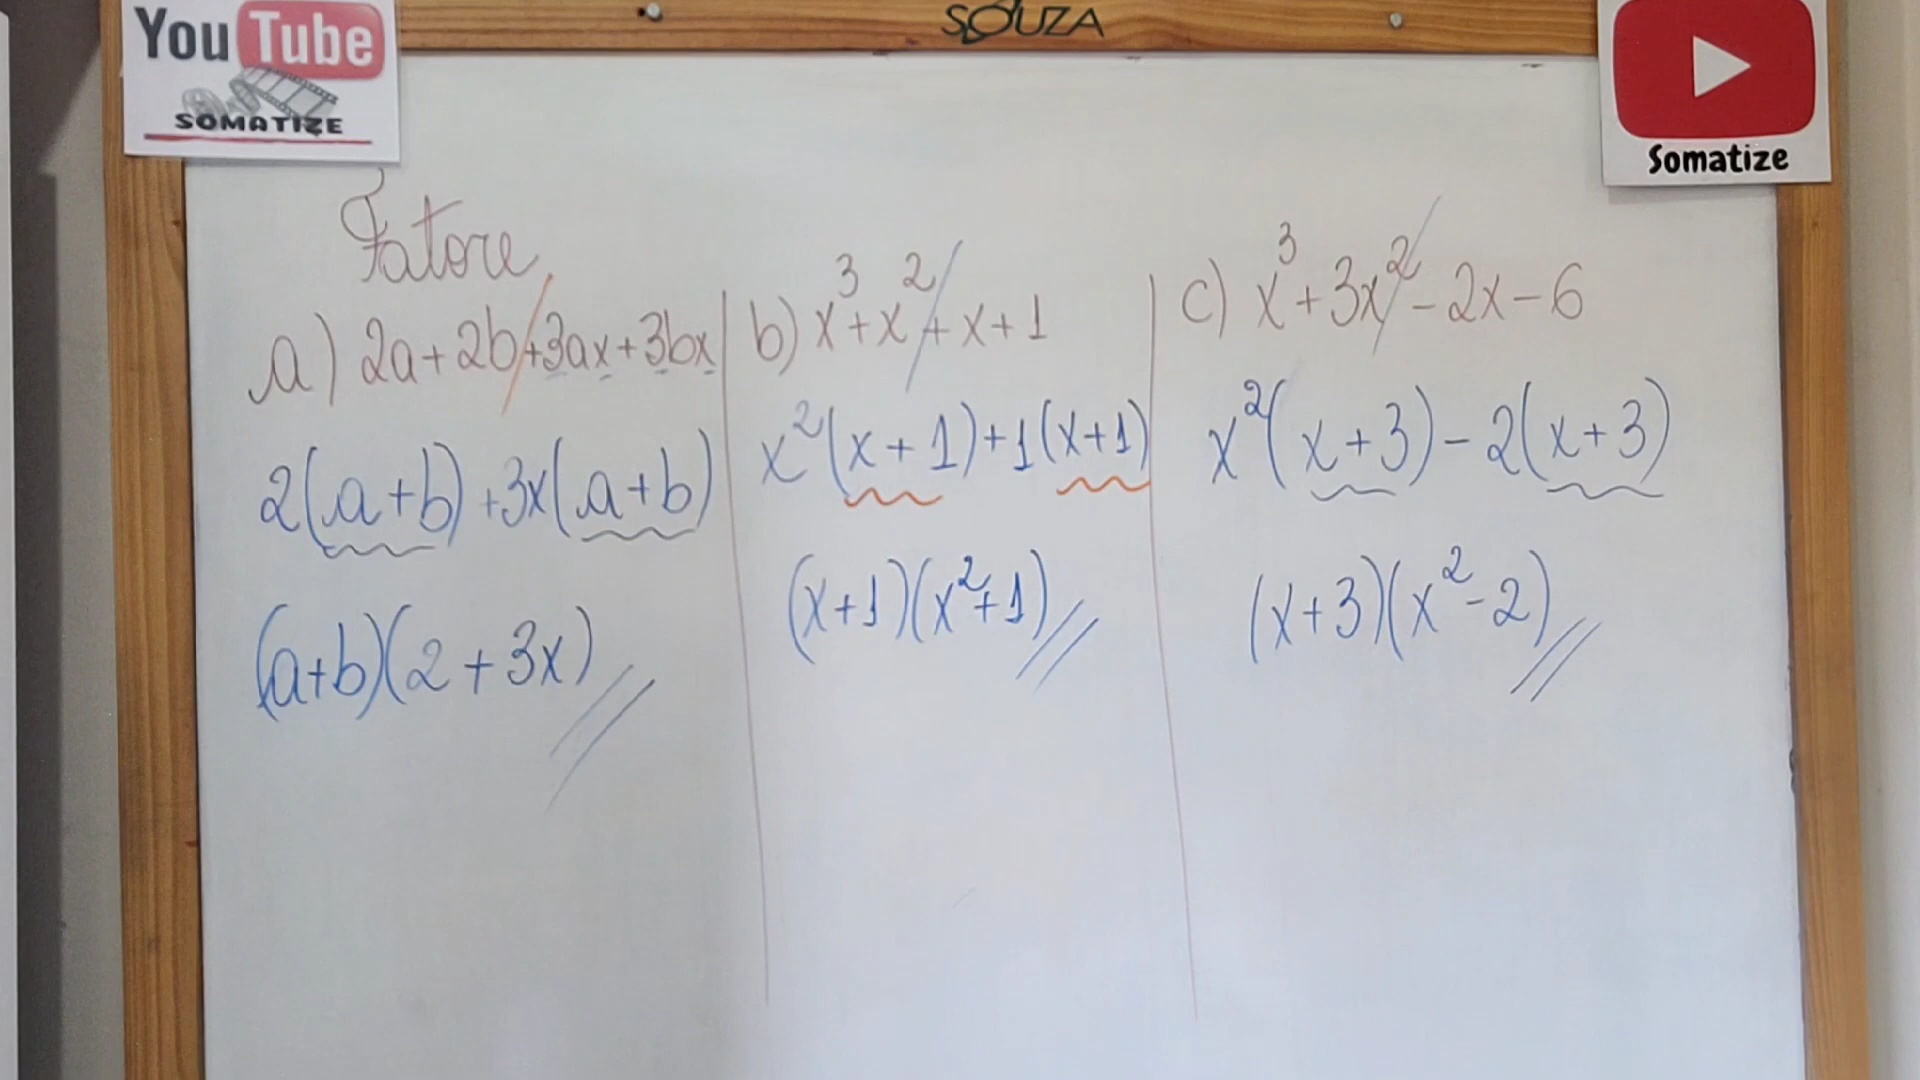 YouTube
SOMATIZE
SOUZA
Somatize
Fatore
a) 2a+2b+3ax+3bx
2(a+b)+3x(a+b)
(a+b)(2+3x)
b) x³+x²+x+1
x²(x+1)+1(x+1)
(x+1)(x²+1)
c) x³+3x²-2x-6
x²(x+3)-2(x+3)
(x+3)(x²-2)